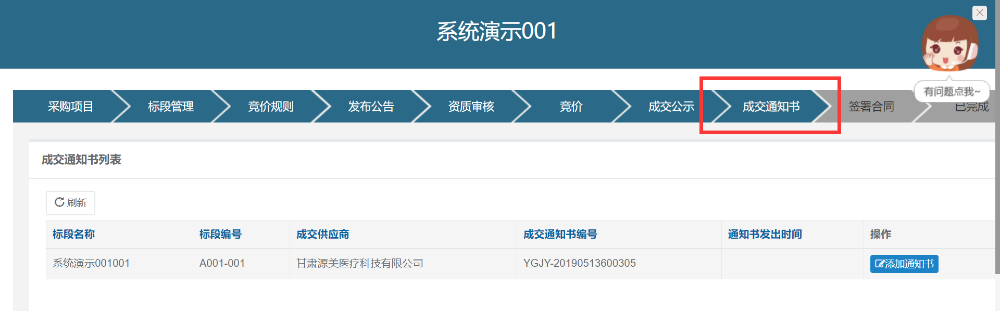 系统演示001
有问题点我~
采购项目 标段管理 竞价规则 发布公告 资质审核 竞价 成交公示 成交通知书 签署合同 已完成
成交通知书列表
刷新
标段名称 标段编号 成交供应商 成交通知书编号 通知书发出时间 操作
系统演示001001 A001-001 甘肃源美医疗科技有限公司 YGJY-20190513600305 添加通知书